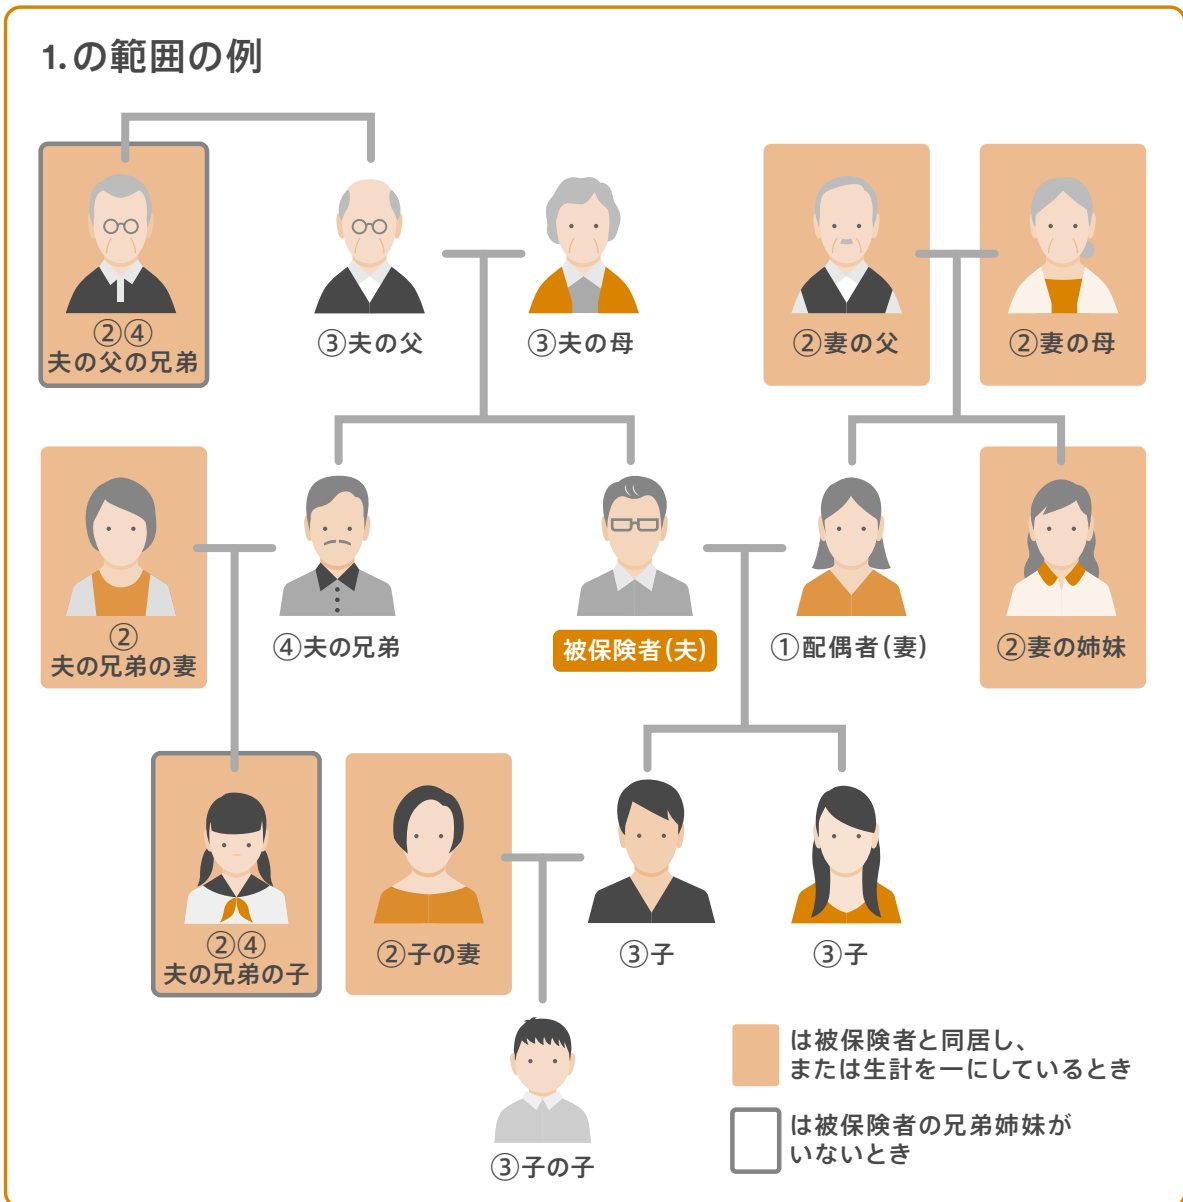 1.の範囲の例
②④
夫の父の兄弟
③夫の父
③夫の母
②妻の父
②妻の母
②
夫の兄弟の妻
④夫の兄弟
被保険者(夫)
①配偶者(妻)
②妻の姉妹
②④
夫の兄弟の子
②子の妻
③子
③子
③子の子
は被保険者と同居し、
または生計を一にしているとき
は被保険者の兄弟姉妹が
いないとき